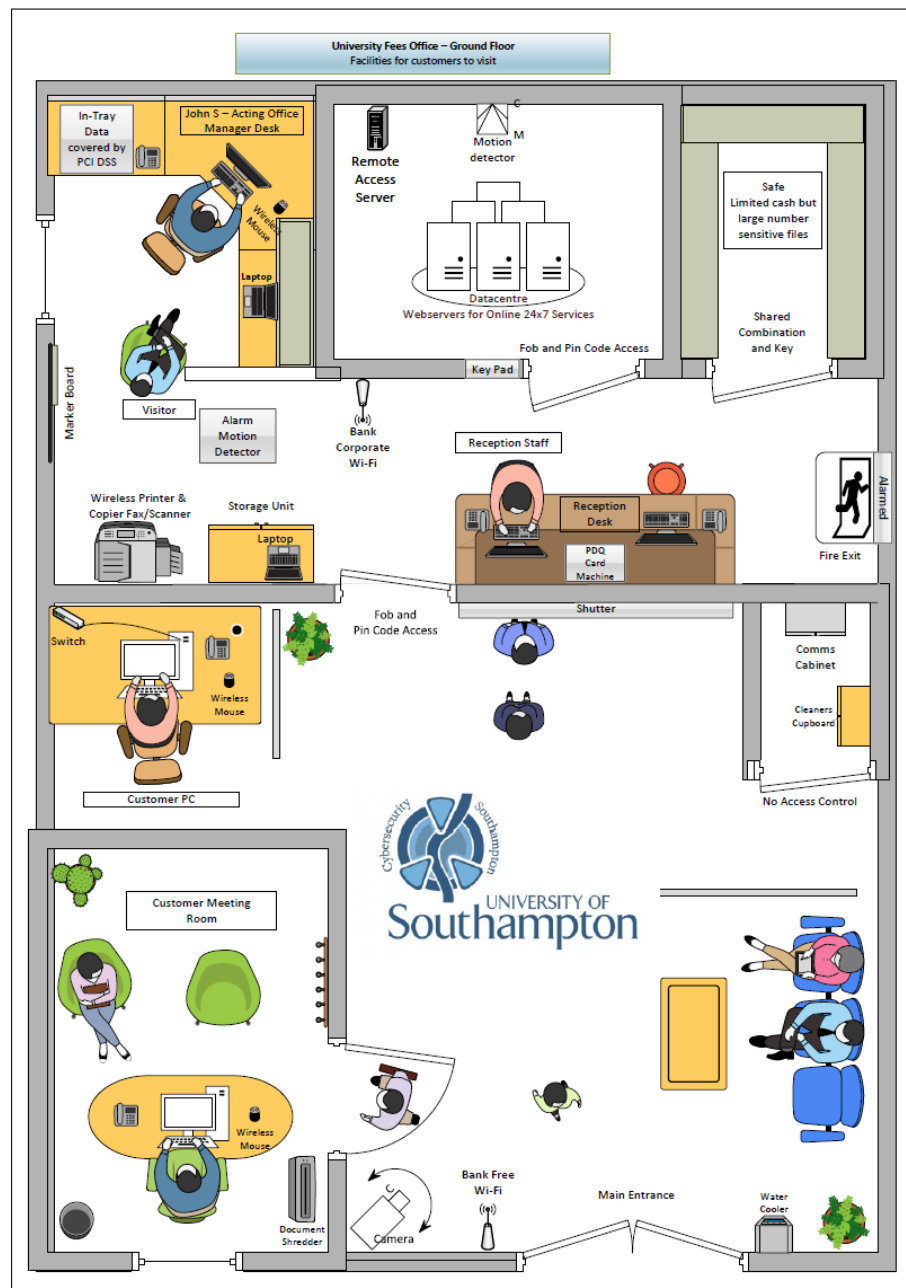 University Fees Office – Ground Floor
Facilities for customers to visit
In-Tray
Data
covered by
PCI DSS
John S – Acting Office
Manager Desk
Wireless
Mouse
Laptop
Visitor
Marker Board
Remote
Access
Server
C
M
Motion
detector
Datacentre
Webservers for Online 24x7 Services
Fob and Pin Code Access
Key Pad
Safe
Limited cash but
large number
sensitive files
Shared
Combination
and Key
Alarm
Motion
Detector
Bank
Corporate
Wi-Fi
Reception Staff
Reception
Desk
PDQ
Card
Machine
Alarmed
Fire Exit
Wireless Printer &
Copier Fax/Scanner
Storage Unit
Laptop
Fob and
Pin Code Access
Shutter
Switch
Wireless
Mouse
Customer PC
Comms
Cabinet
Cleaners
Cupboard
No Access Control
Cybersecurity
Southampton
UNIVERSITY OF
Southampton
Customer Meeting
Room
Wireless
Mouse
Document
Shredder
C
Camera
Bank Free
Wi-Fi
Main Entrance
Water
Cooler